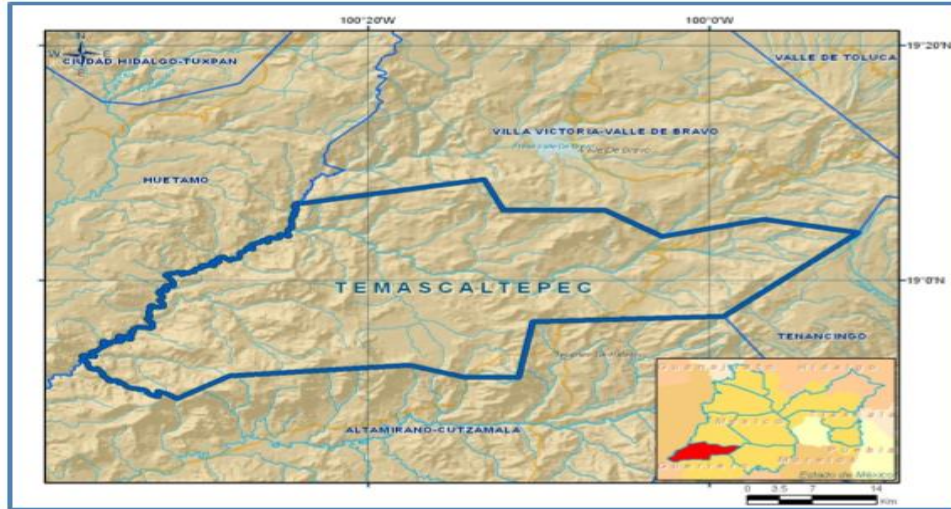 100°20'W
100°0'W
N
W
E
CIUDAD HIDALGO-TUXPAN
19°20'N
VALLE DE TOLUCA
VILLA VICTORIA-VALLE DE BRAVO
HUETAMO
19°0'N
TEMASCALTEPEC
TENANCINGO
ALTAMIRANO-CUTZAMALA
Estado de México
0 3.5 7 14
Km